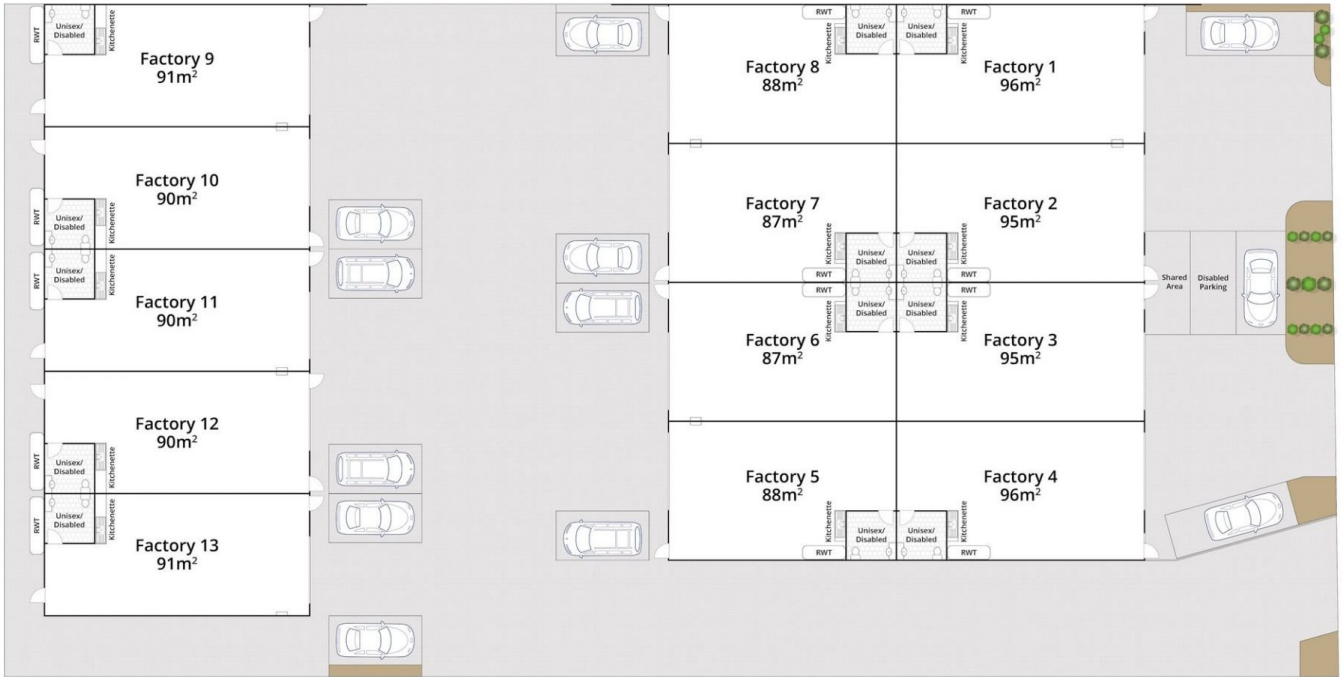 RWT
Unisex/
Disabled
Kitchenette
Factory 9
91m²
Factory 10
90m²
RWT
Unisex/
Disabled
Kitchenette
RWT
Unisex/
Disabled
Kitchenette
Factory 11
90m²
Factory 12
90m²
RWT
Unisex/
Disabled
Kitchenette
RWT
Unisex/
Disabled
Kitchenette
Factory 13
91m²
RWT
Kitchenette
Unisex/
Disabled
Unisex/
Disabled
Kitchenette
RWT
Factory 8
88m²
Factory 1
96m²
Factory 7
87m²
Factory 2
95m²
Kitchenette
Unisex/
Disabled
Unisex/
Disabled
Kitchenette
RWT
RWT
RWT
RWT
Kitchenette
Unisex/
Disabled
Unisex/
Disabled
Kitchenette
Factory 6
87m²
Factory 3
95m²
Shared
Area
Disabled
Parking
Factory 5
88m²
Factory 4
96m²
Kitchenette
Unisex/
Disabled
Unisex/
Disabled
Kitchenette
RWT
RWT